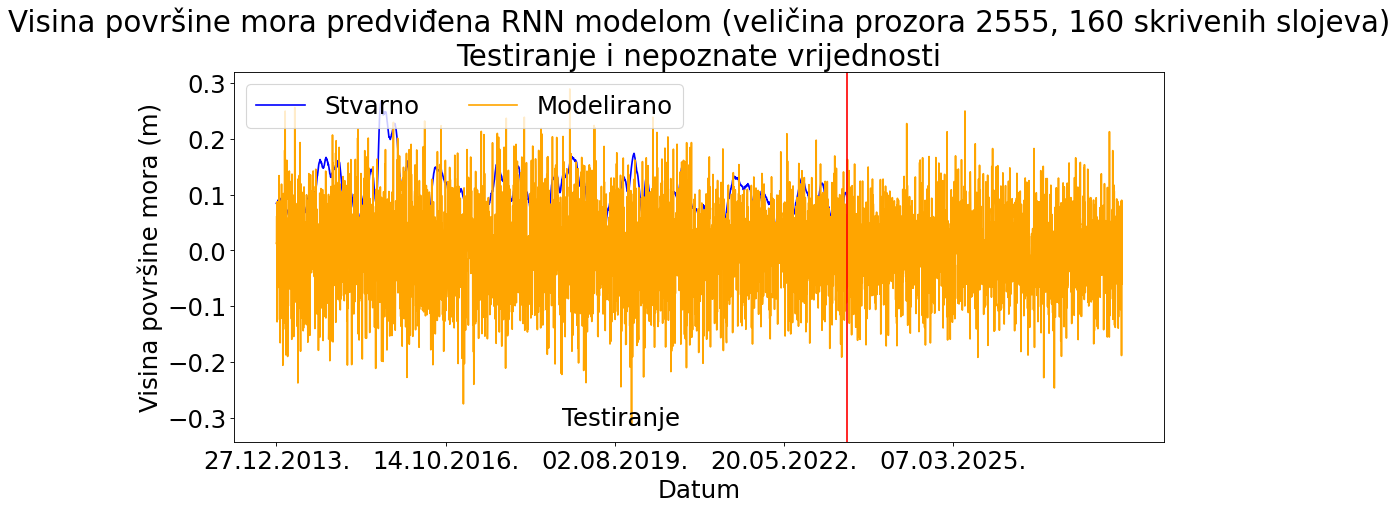 Visina površine mora predviđena RNN modelom (veličina prozora 2555, 160 skrivenih slojeva)
Testiranje i nepoznate vrijednosti
Visina površine mora (m)
0.3
0.2
0.1
0.0
−0.1
−0.2
−0.3
Stvarno Modelirano
Testiranje
27.12.2013. 14.10.2016. 02.08.2019. 20.05.2022. 07.03.2025.
Datum